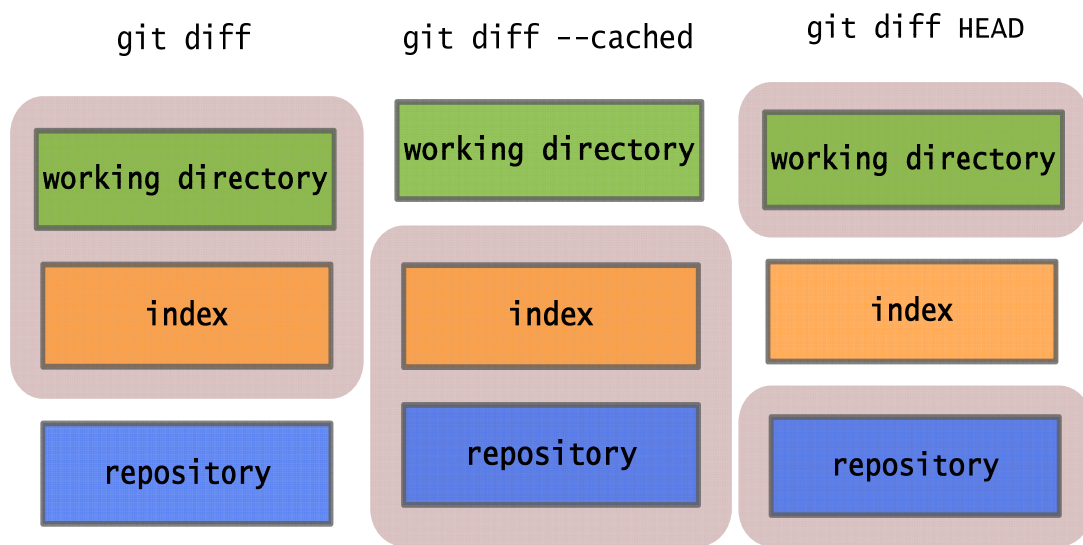 git diff
working directory
index
repository
git diff --cached
working directory
index
repository
git diff HEAD
working directory
index
repository